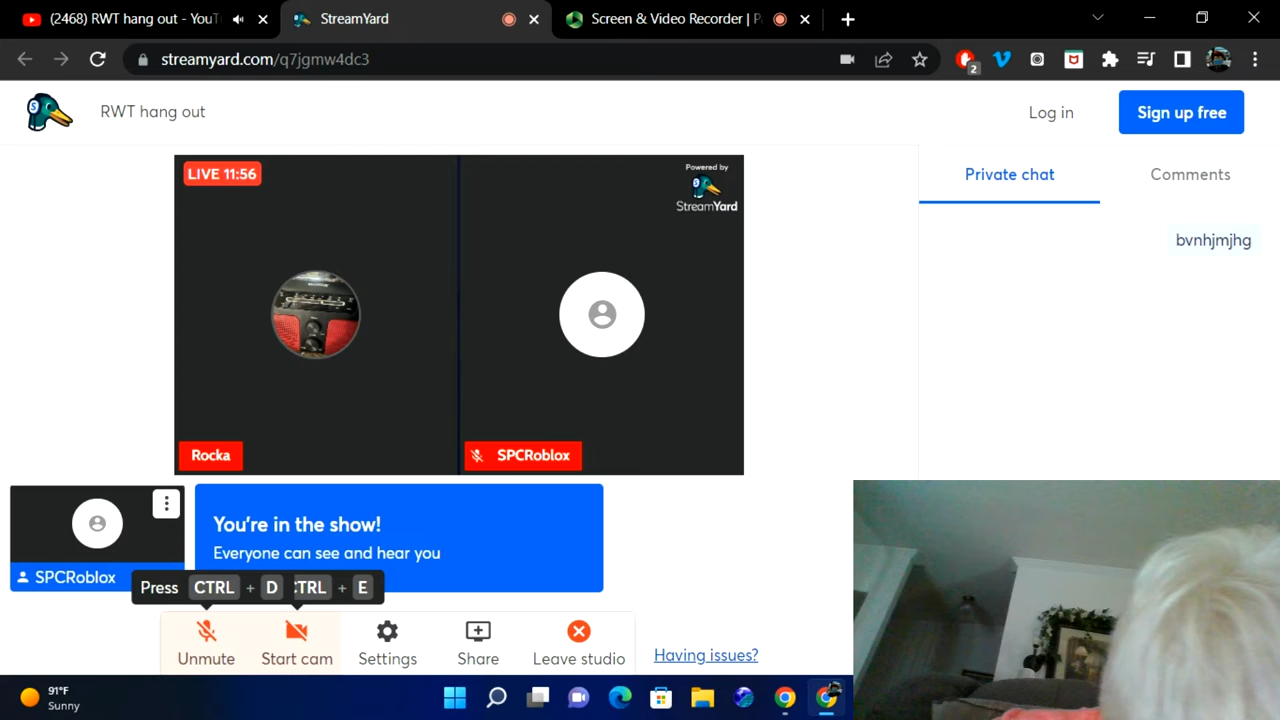 (2468) RWT hang out - YouT
StreamYard
Screen & Video Recorder | P
streamyard.com/q7jgmw4dc3
2
RWT hang out
Log in
Sign up free
LIVE 11:56
Powered by
StreamYard
Rocka
SPCRoblox
Private chat
Comments
bvnhjmjhg
You're in the show!
Everyone can see and hear you
SPCRoblox
Press CTRL + D
CTRL + E
Unmute
Start cam
Settings
Share
Leave studio
Having issues?
91°F
Sunny